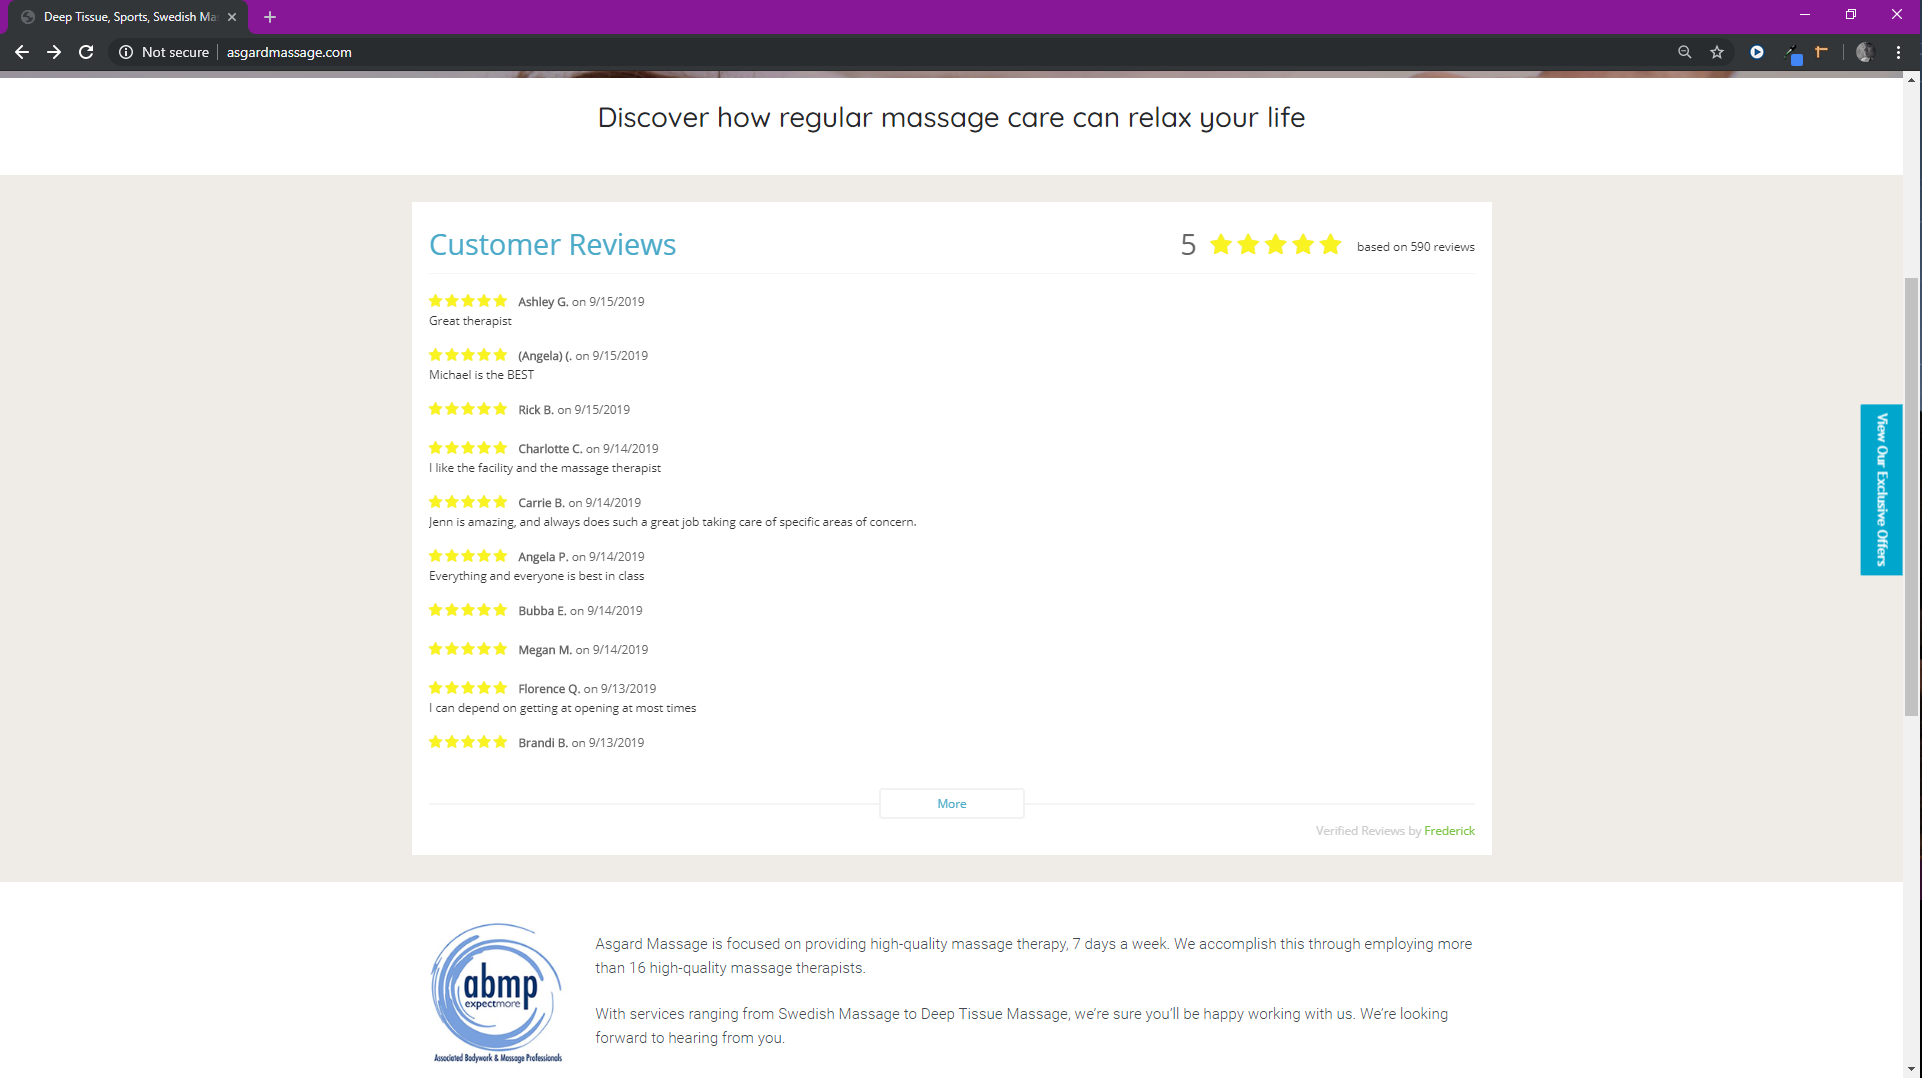 Deep Tissue, Sports, Swedish Ma
Not secure
asgardmassage.com
Discover how regular massage care can relax your life
Customer Reviews
5
based on 590 reviews
Ashley G. on 9/15/2019
Great therapist
(Angela) (. on 9/15/2019
Michael is the BEST
Rick B. on 9/15/2019
Charlotte C. on 9/14/2019
I like the facility and the massage therapist
Carrie B. on 9/14/2019
Jenn is amazing, and always does such a great job taking care of specific areas of concern.
Angela P. on 9/14/2019
Everything and everyone is best in class
Bubba E. on 9/14/2019
Megan M. on 9/14/2019
Florence Q. on 9/13/2019
I can depend on getting at opening at most times
Brandi B. on 9/13/2019
More
Verified Reviews by Frederick
View Our Exclusive Offers
abmp
expectmore
Associated Bodywork & Massage Professionals
Asgard Massage is focused on providing high-quality massage therapy, 7 days a week. We accomplish this through employing more
than 16 high-quality massage therapists.
With services ranging from Swedish Massage to Deep Tissue Massage, we're sure you'll be happy working with us. We're looking
forward to hearing from you.